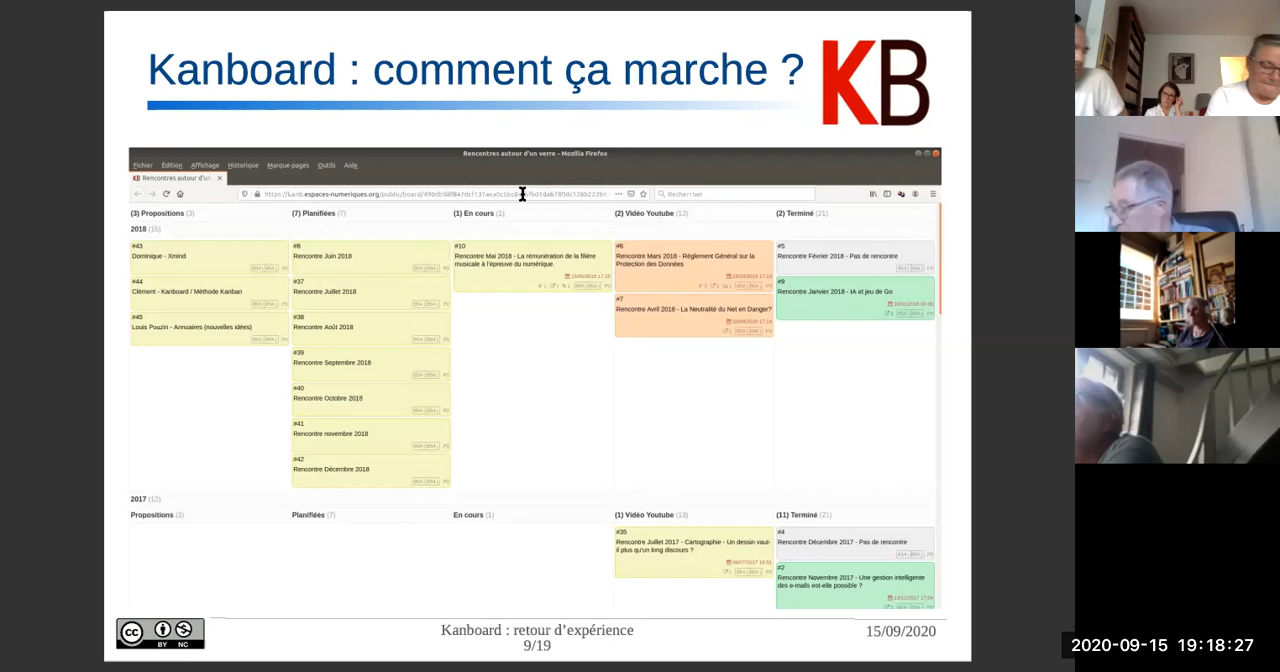 Kanboard : comment ça marche ?
KB
Rencontres autour d'un verre - Mozilla Firefox
Fichier Édition Affichage Historique Marque-pages Outils Aide
KB Rencontres autour d'un
Rechercher
(3) Propositions (3) (7) Planifiées (7) (1) En cours (1) (2) Vidéo Youtube (13) (2) Terminé (21)
2018 (15)
#43
Dominique - Xmind
#44
Clément - Kanboard / Méthode Kanban
#45
Louis Pouzin - Annuaires (nouvelles idées)
#8
Rencontre Juin 2018
#37
Rencontre Juillet 2018
#38
Rencontre Août 2018
#39
Rencontre Septembre 2018
#40
Rencontre Octobre 2018
#41
Rencontre novembre 2018
#42
Rencontre Décembre 2018
#10
Rencontre Mai 2018 - La rémunération de la filière
musicale à l'épreuve du numérique.
#6
Rencontre Mars 2018 - Règlement Général sur la
Protection des Données
#7
Rencontre Avril 2018 - La Neutralité du Net en Danger?
#5
Rencontre Février 2018 - Pas de rencontre
#9
Rencontre Janvier 2018 - IA et jeu de Go
2017 (12)
Propositions (3) Planifiées (7) En cours (1) (1) Vidéo Youtube (13) (11) Terminé (21)
#35
Rencontre Juillet 2017 - Cartographie - Un dessin vaut-
il plus qu'un long discours ?
#4
Rencontre Décembre 2017 - Pas de rencontre
#2
Rencontre Novembre 2017 - Une gestion intelligente
des e-mails est-elle possible ?
cc BY NC
Kanboard : retour d'expérience
9/19
15/09/2020
2020-09-15 19:18:27